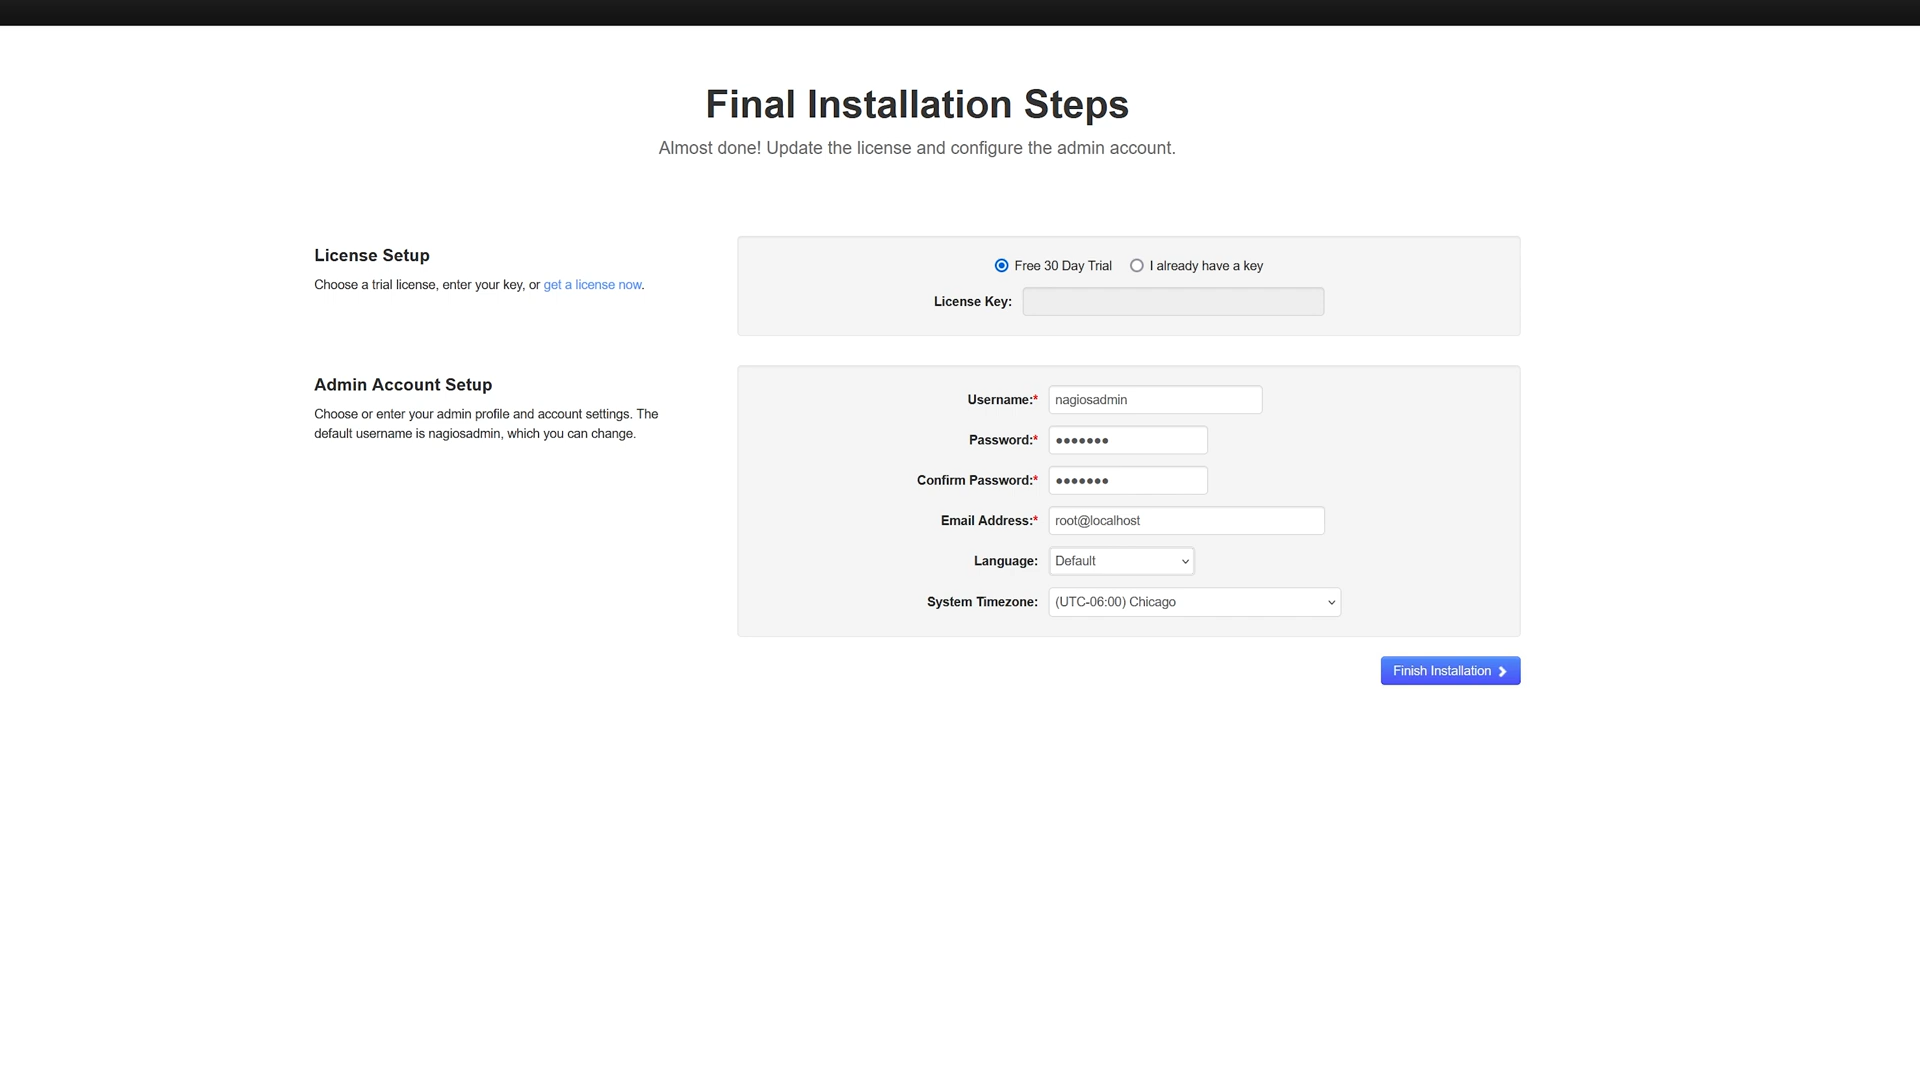 Final Installation Steps
Almost done! Update the license and configure the admin account.
License Setup
Choose a trial license, enter your key, or get a license now.
Free 30 Day Trial
I already have a key
License Key:
Admin Account Setup
Choose or enter your admin profile and account settings. The
default username is nagiosadmin, which you can change.
Username:* nagiosadmin
Password:* •••••••
Confirm Password:* •••••••
Email Address:* root@localhost
Language: Default
System Timezone: (UTC-06:00) Chicago
Finish Installation